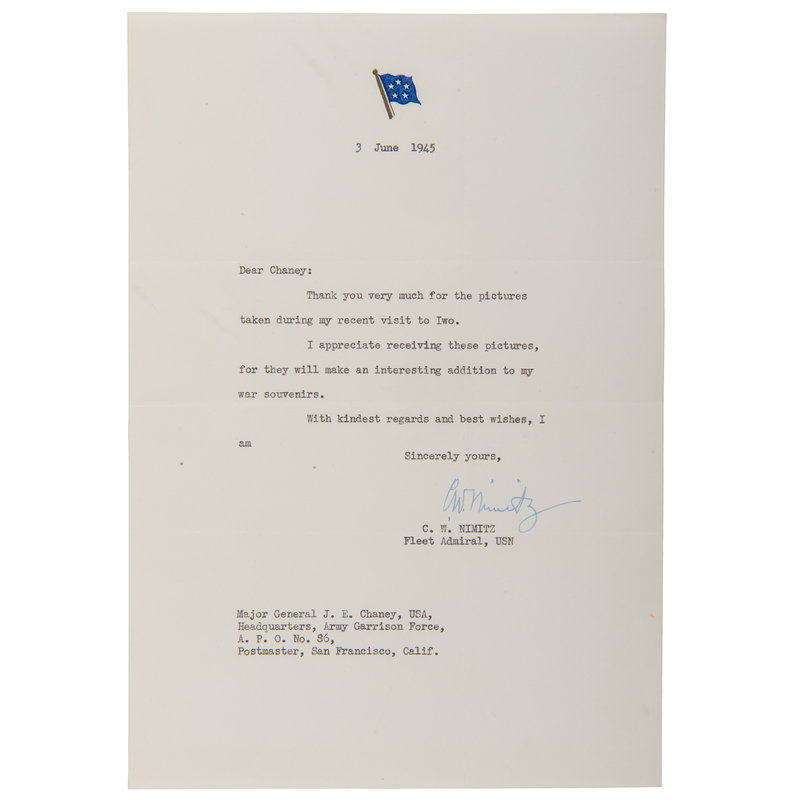 3 June 1945
Dear Chaney:
Thank you very much for the pictures
taken during my recent visit to Iwo.
I appreciate receiving these pictures,
for they will make an interesting addition to my
war souvenirs.
With kindest regards and best wishes, I
am
Sincerely yours,
C.W. Nimitz
C. W. NIMITZ
Fleet Admiral, USN
Major General J. E. Chaney, USA,
Headquarters, Army Garrison Force,
A. P. O. No. 86,
Postmaster, San Francisco, Calif.